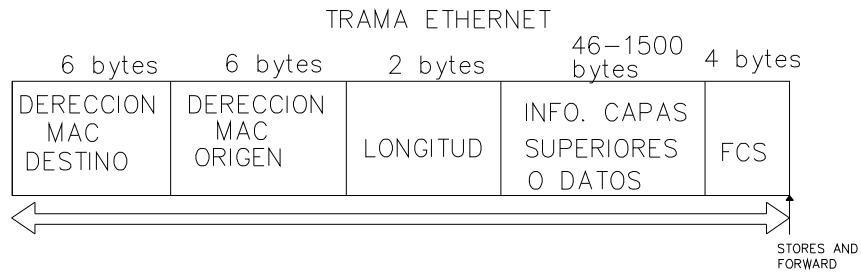 TRAMA ETHERNET
6 bytes
6 bytes
2 bytes
46-1500
bytes
4 bytes
DERECCION
MAC
DESTINO
DERECCION
MAC
ORIGEN
LONGITUD
INFO. CAPAS
SUPERIORES
O DATOS
FCS
STORES AND
FORWARD